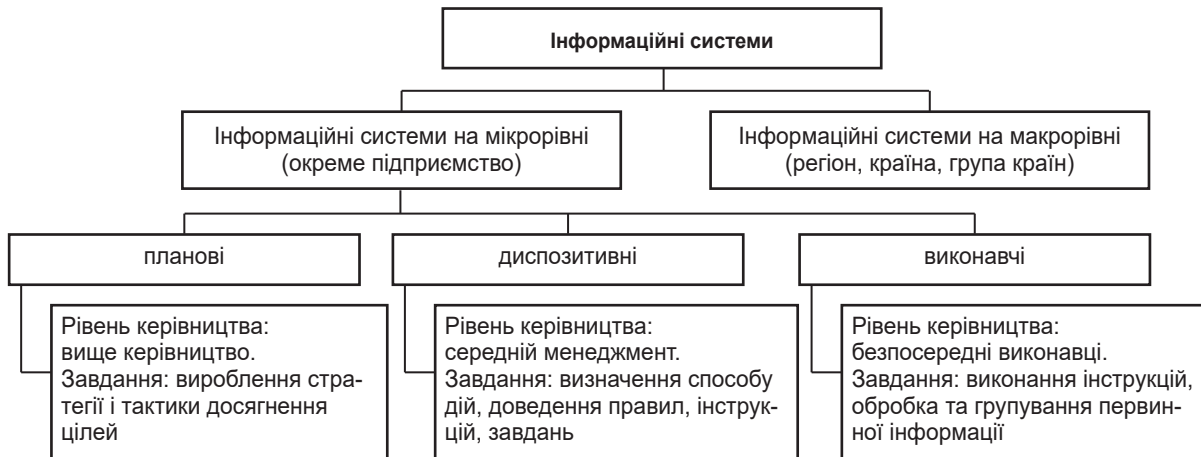 Інформаційні системи
Інформаційні системи на мікрорівні
(окреме підприємство)
Інформаційні системи на макрорівні
(регіон, країна, група країн)
планові
диспозитивні
виконавчі
Рівень керівництва:
вище керівництво.
Завдання: вироблення стра-
тегії і тактики досягнення
цілей
Рівень керівництва:
середній менеджмент.
Завдання: визначення способу
дій, доведення правил, інструк-
цій, завдань
Рівень керівництва:
безпосередні виконавці.
Завдання: виконання інструкцій,
обробка та групування первин-
ної інформації